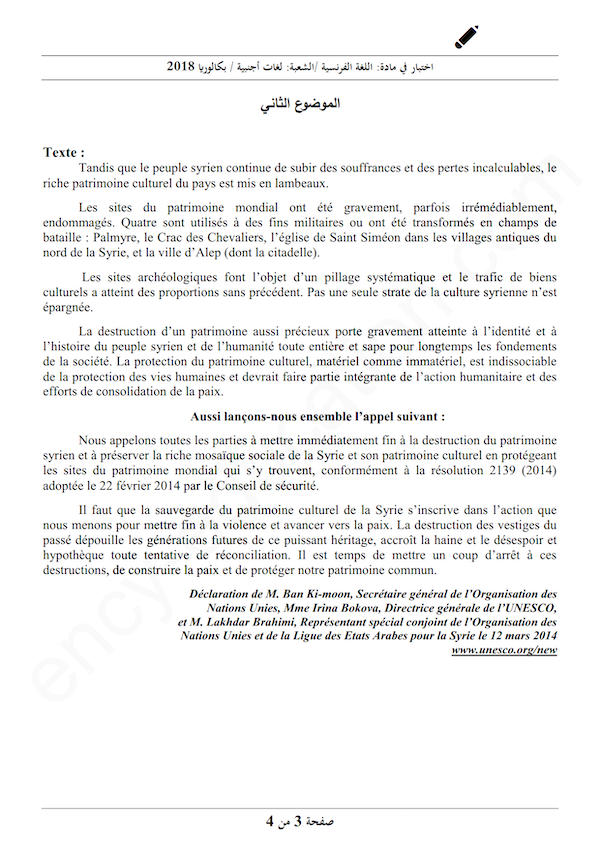 اختبار في مادة: اللغة الفرنسية /الشعبة: لغات أجنبية / بكالوريا 2018
الموضوع الثاني
Texte :
Tandis que le peuple syrien continue de subir des souffrances et des pertes incalculables, le
riche patrimoine culturel du pays est mis en lambeaux.
Les sites du patrimoine mondial ont été gravement, parfois irrémédiablement,
endommagés. Quatre sont utilisés à des fins militaires ou ont été transformés en champs de
bataille : Palmyre, le Crac des Chevaliers, l'église de Saint Siméon dans les villages antiques du
nord de la Syrie, et la ville d'Alep (dont la citadelle).
Les sites archéologiques font l'objet d'un pillage systématique et le trafic de biens
culturels a atteint des proportions sans précédent. Pas une seule strate de la culture syrienne n'est
épargnée.
La destruction d'un patrimoine aussi précieux porte gravement atteinte à l'identité et à
l'histoire du peuple syrien et de l'humanité toute entière et sape pour longtemps les fondements
de la société. La protection du patrimoine culturel, matériel comme immatériel, est indissociable
de la protection des vies humaines et devrait faire partie intégrante de l'action humanitaire et des
efforts de consolidation de la paix.
Aussi lançons-nous ensemble l'appel suivant :
Nous appelons toutes les parties à mettre immédiatement fin à la destruction du patrimoine
syrien et à préserver la riche mosaïque sociale de la Syrie et son patrimoine culturel en protégeant
les sites du patrimoine mondial qui s'y trouvent, conformément à la résolution 2139 (2014)
adoptée le 22 février 2014 par le Conseil de sécurité.
Il faut que la sauvegarde du patrimoine culturel de la Syrie s'inscrive dans l'action que
nous menons pour mettre fin à la violence et avancer vers la paix. La destruction des vestiges du
passé dépouille les générations futures de ce puissant héritage, accroît la haine et le désespoir et
hypothèque toute tentative de réconciliation. Il est temps de mettre un coup d'arrêt à ces
destructions, de construire la paix et de protéger notre patrimoine commun.
Déclaration de M. Ban Ki-moon, Secrétaire général de l'Organisation des
Nations Unies, Mme Irina Bokova, Directrice générale de l'UNESCO,
et M. Lakhdar Brahimi, Représentant spécial conjoint de l'Organisation des
Nations Unies et de la Ligue des Etats Arabes pour la Syrie le 12 mars 2014
www.unesco.org/new
صفحة 3 من 4